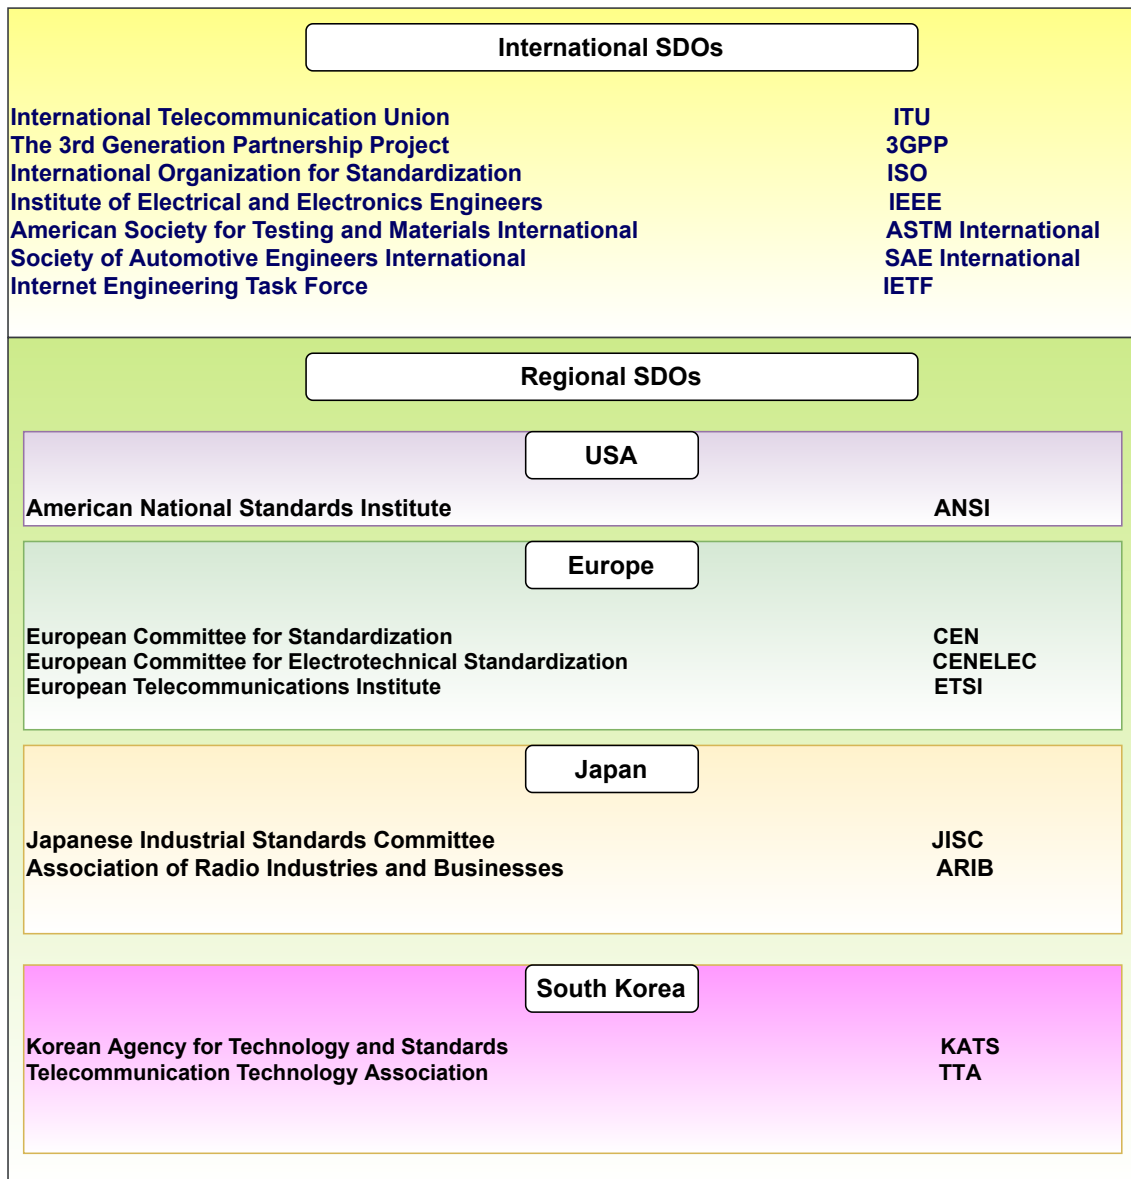 International SDOs
International Telecommunication Union ITU
The 3rd Generation Partnership Project 3GPP
International Organization for Standardization ISO
Institute of Electrical and Electronics Engineers IEEE
American Society for Testing and Materials International ASTM International
Society of Automotive Engineers International SAE International
Internet Engineering Task Force IETF
Regional SDOs
USA
American National Standards Institute ANSI
Europe
European Committee for Standardization CEN
European Committee for Electrotechnical Standardization CENELEC
European Telecommunications Institute ETSI
Japan
Japanese Industrial Standards Committee JISC
Association of Radio Industries and Businesses ARIB
South Korea
Korean Agency for Technology and Standards KATS
Telecommunication Technology Association TTA